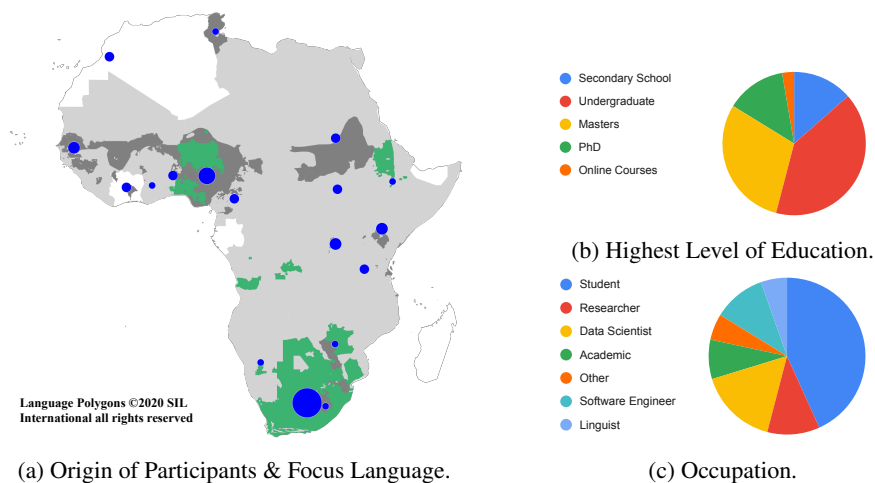 Language Polygons ©2020 SIL
International all rights reserved
(a) Origin of Participants & Focus Language.
Secondary School
Undergraduate
Masters
PhD
Online Courses
(b) Highest Level of Education.
Student
Researcher
Data Scientist
Academic
Other
Software Engineer
Linguist
(c) Occupation.